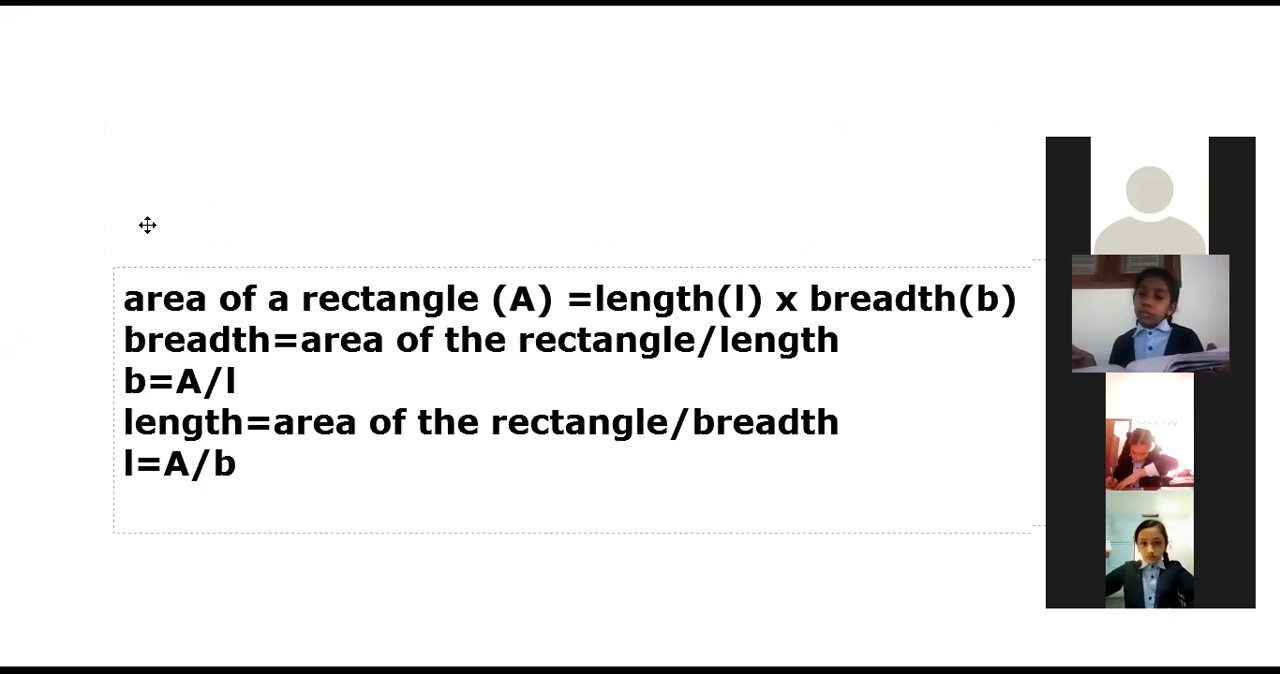 area of a rectangle (A) =length(l) x breadth(b)
breadth=area of the rectangle/length
b=A/l
length=area of the rectangle/breadth
l=A/b